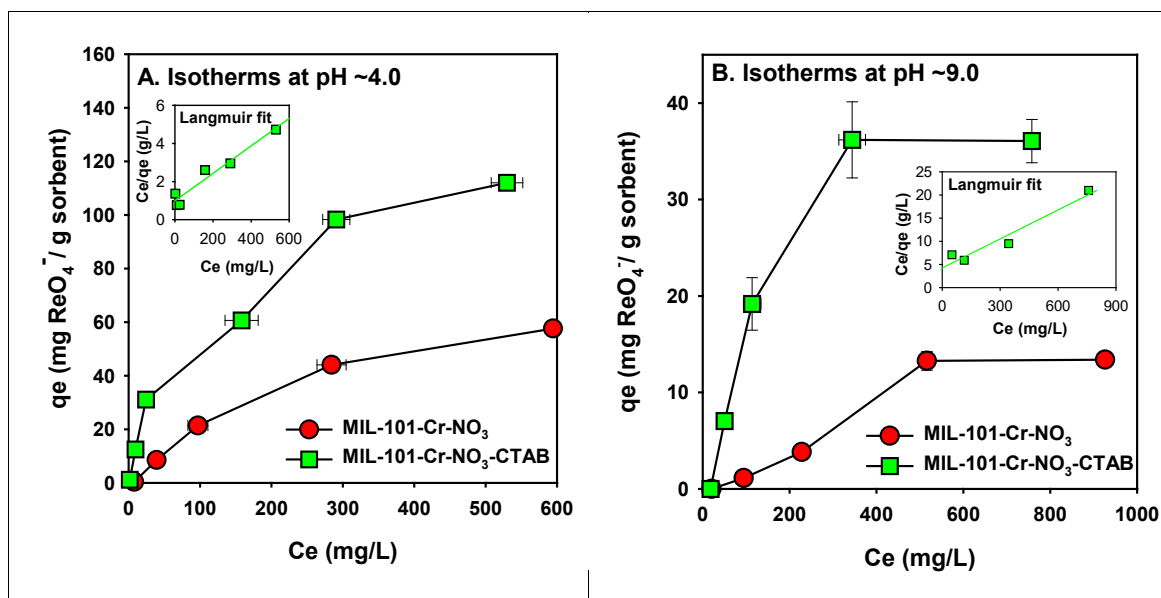 A. Isotherms at pH ~4.0
160
140
120
100
80
60
40
20
0
qe (mg ReO₄⁻/ g sorbent)
0 100 200 300 400 500 600
Ce (mg/L)
Langmuir fit
6
4
2
0
Ce/qe (g/L)
0 200 400 600
Ce (mg/L)
MIL-101-Cr-NO₃
MIL-101-Cr-NO₃-CTAB
B. Isotherms at pH ~9.0
40
30
20
10
0
qe (mg ReO₄⁻/ g sorbent)
0 200 400 600 800 1000
Ce (mg/L)
Langmuir fit
25
20
15
10
5
0
Ce/qe (g/L)
0 300 600 900
Ce (mg/L)
MIL-101-Cr-NO₃
MIL-101-Cr-NO₃-CTAB